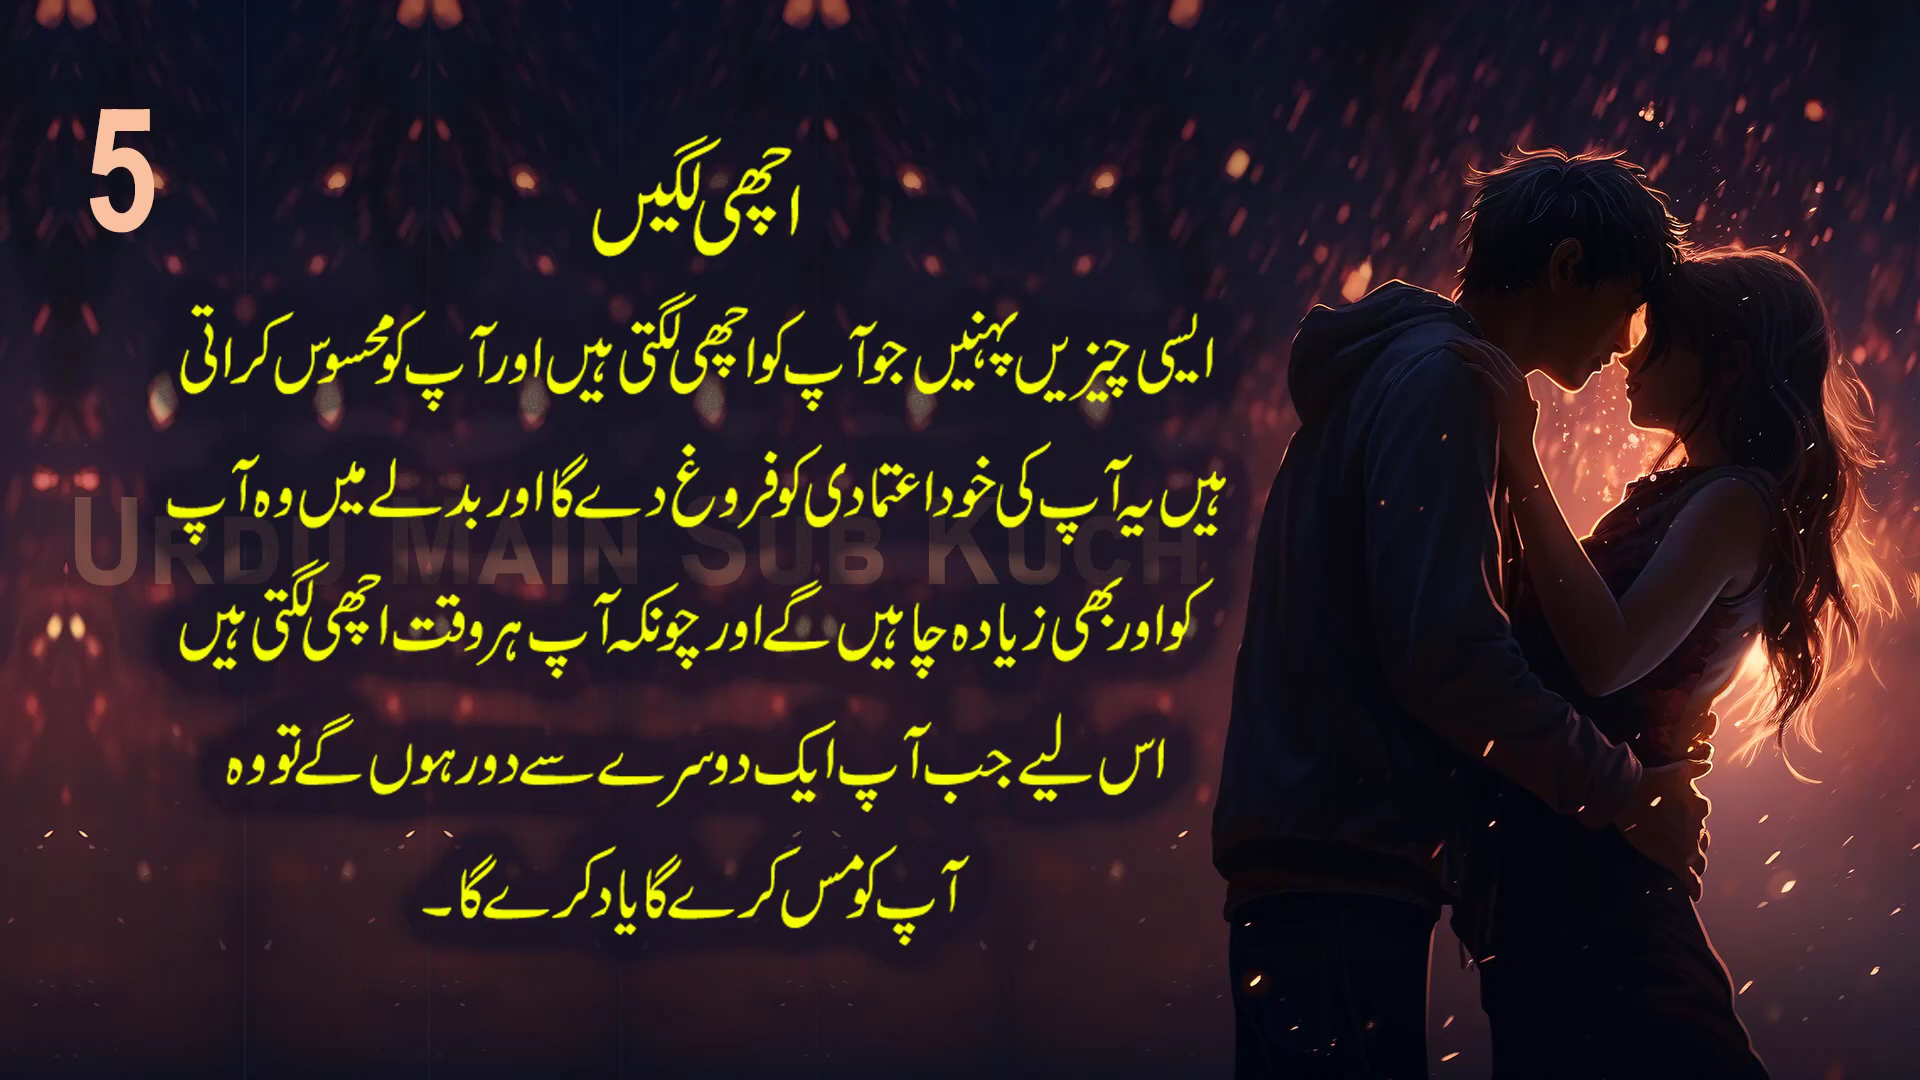 5
اچھی لگیں
ایسی چیزیں پہنیں جو آپ کو اچھی لگتی ہیں اور آپ کو محسوس کراتی
ہیں یہ آپ کی خود اعتمادی کو فروغ دے گا اور بدلے میں وہ آپ
Urdu Main Sub Kuch
کو اور بھی زیادہ چاہیں گے اور چونکہ آپ ہر وقت اچھی لگتی ہیں
اس لیے جب آپ ایک دوسرے سے دور ہوں گے تو وہ
آپ کو مس کرے گا یاد کرے گا۔